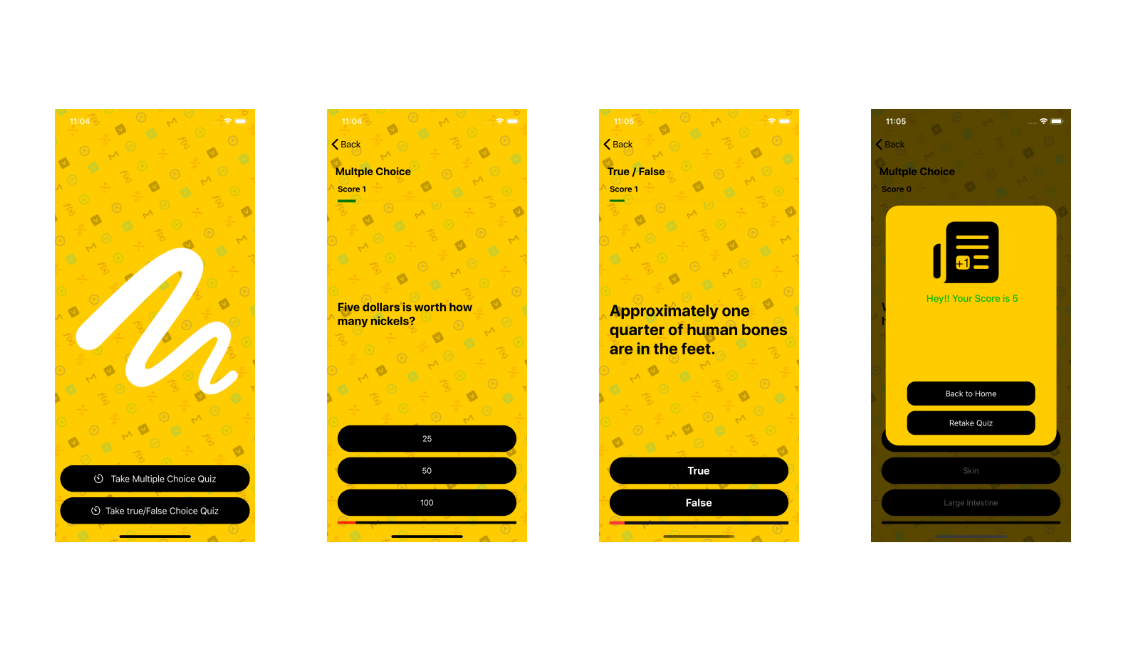 11:04
Take Multiple Choice Quiz
Take true/False Choice Quiz
11:04
Back
Multple Choice
Score 1
Five dollars is worth how
many nickels?
25
50
100
11:05
Back
True / False
Score 1
Approximately one
quarter of human bones
are in the feet.
True
False
11:05
Back
Multple Choice
Score 0
+1
Hey!! Your Score is 5
Back to Home
Retake Quiz
Skin
Large Intestine